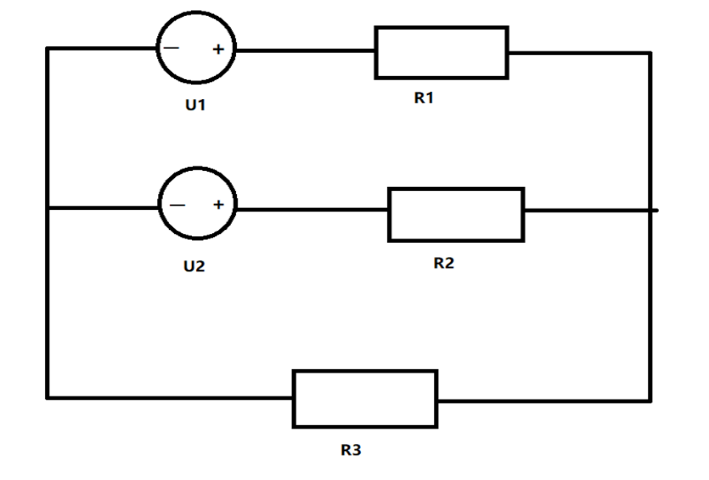 — +
U1
R1
— +
U2
R2
R3